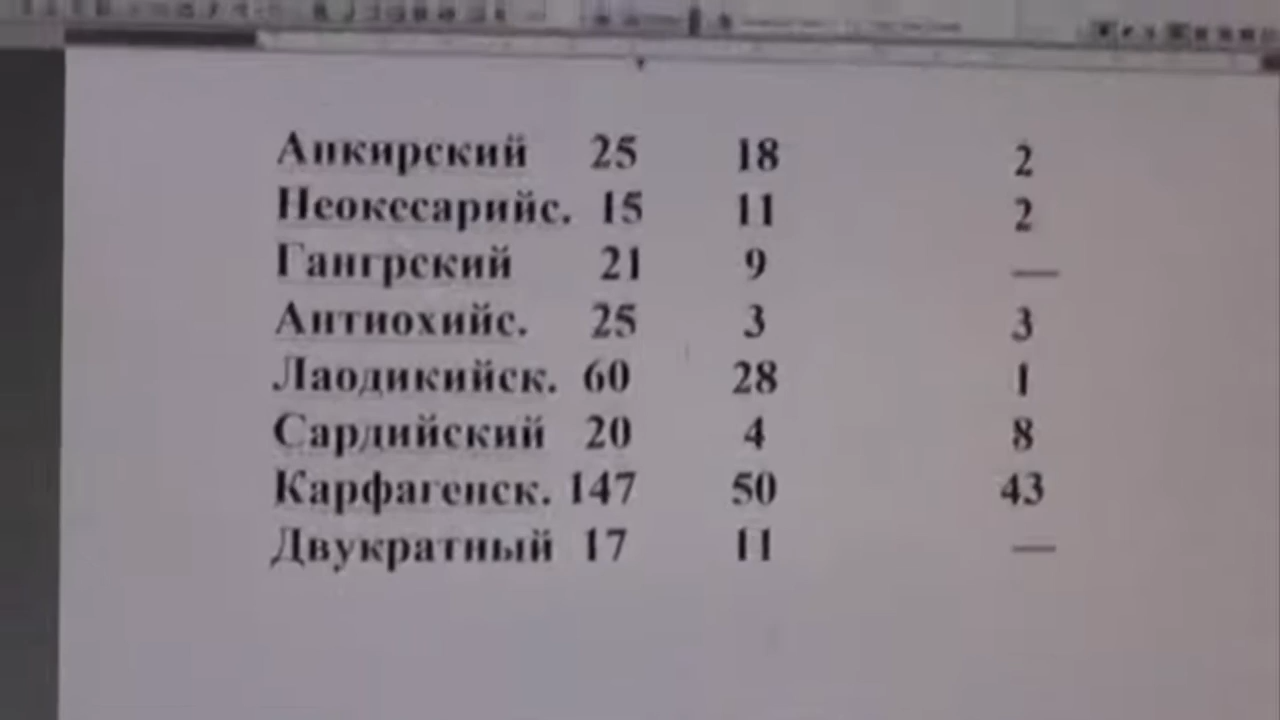 Анкирский 25 18 2
Неокесарийс. 15 11 2
Гангрский 21 9 —
Антиохийс. 25 3 3
Лаодикийск. 60 28 1
Сардийский 20 4 8
Карфагенск. 147 50 43
Двукратный 17 11 —